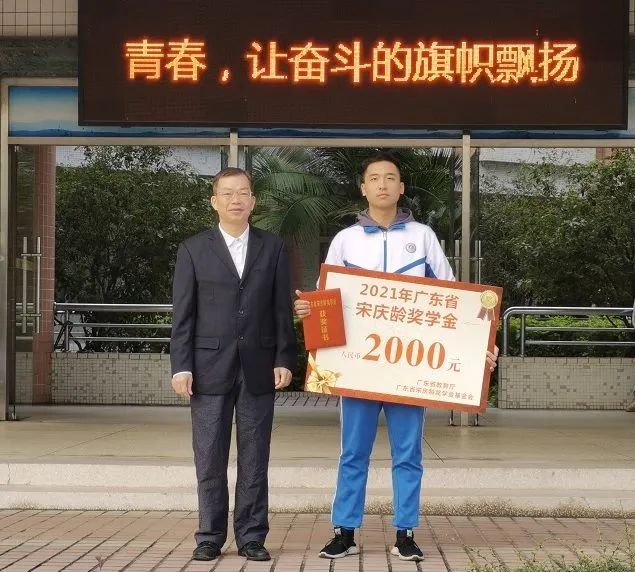 青春，让奋斗的旗帜飘扬
2021年广东省
宋庆龄奖学金
人民币2000元
广东省教育厅
广东省宋庆龄奖学金基金会
获奖证书